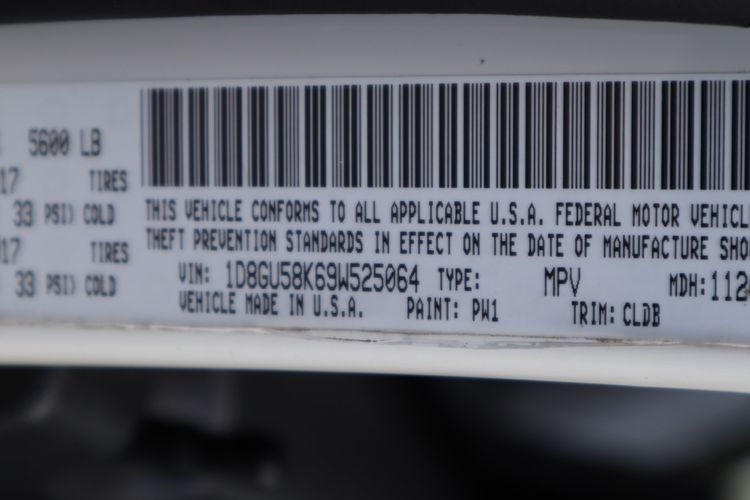 5600 LB
17 TIRES
33 PSI) COLD
017 TIRES
33 PSI) COLD
THIS VEHICLE CONFORMS TO ALL APPLICABLE U.S.A. FEDERAL MOTOR VEHICL
THEFT PREVENTION STANDARDS IN EFFECT ON THE DATE OF MANUFACTURE SHO
VIN: 1D8GU58K69W525064 TYPE: MPV MDH: 112
VEHICLE MADE IN U.S.A. PAINT: PW1 TRIM: CLDB